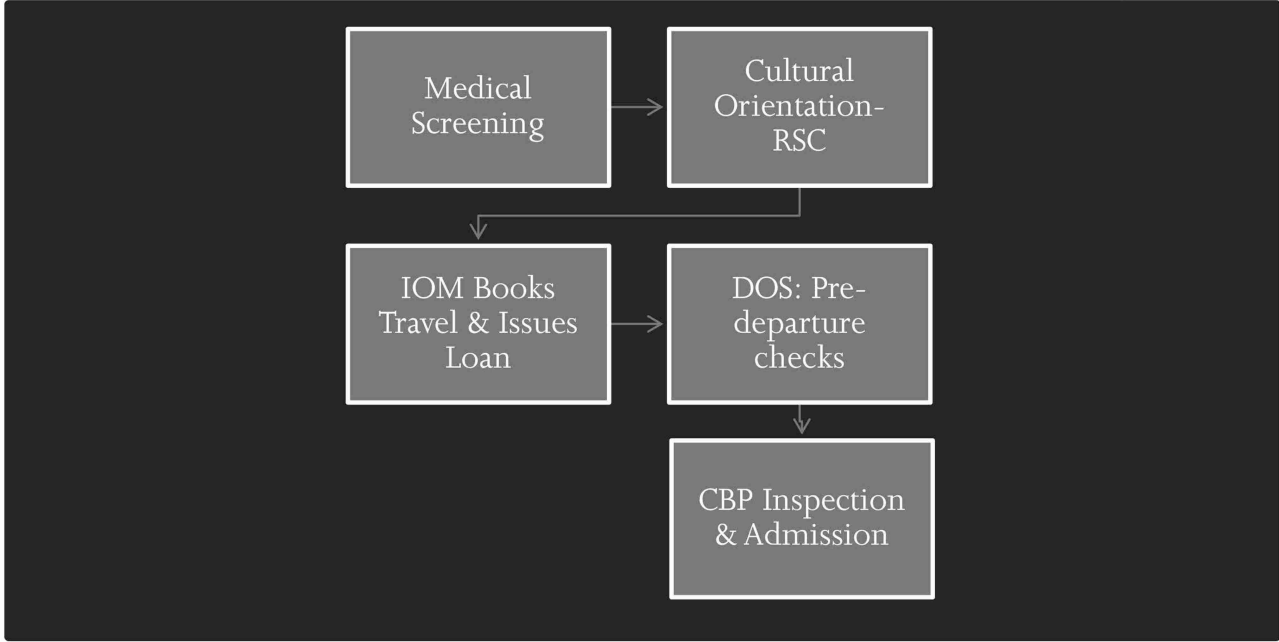 Medical
Screening
Cultural
Orientation-
RSC
IOM Books
Travel & Issues
Loan
DOS: Pre-
departure
checks
CBP Inspection
& Admission